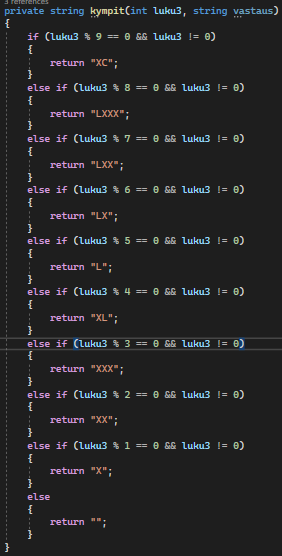 3 references
private string kympit(int luku3, string vastaus)
{
if (luku3 % 9 == 0 && luku3 != 0)
{
return "XC";
}
else if (luku3 % 8 == 0 && luku3 != 0)
{
return "LXXX";
}
else if (luku3 % 7 == 0 && luku3 != 0)
{
return "LXX";
}
else if (luku3 % 6 == 0 && luku3 != 0)
{
return "LX";
}
else if (luku3 % 5 == 0 && luku3 != 0)
{
return "L";
}
else if (luku3 % 4 == 0 && luku3 != 0)
{
return "XL";
}
else if (luku3 % 3 == 0 && luku3 != 0)
{
return "XXX";
}
else if (luku3 % 2 == 0 && luku3 != 0)
{
return "XX";
}
else if (luku3 % 1 == 0 && luku3 != 0)
{
return "X";
}
else
{
return "";
}
}